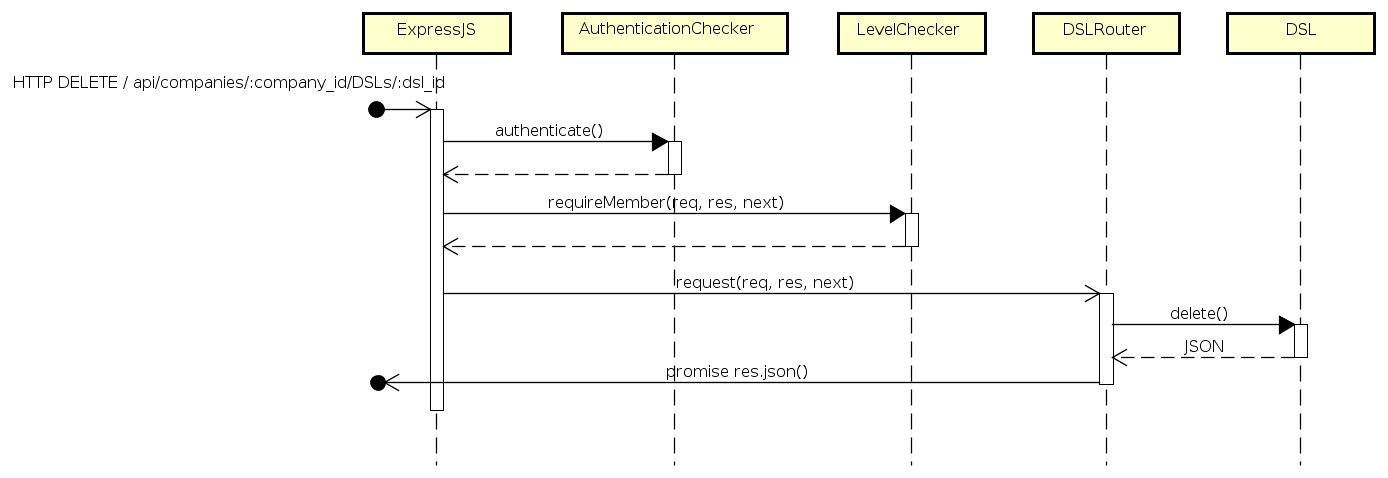 ExpressJS
AuthenticationChecker
LevelChecker
DSLRouter
DSL
HTTP DELETE / api/companies/:company_id/DSLs/:dsl_id
authenticate()
requireMember(req, res, next)
request(req, res, next)
delete()
JSON
promise res.json()